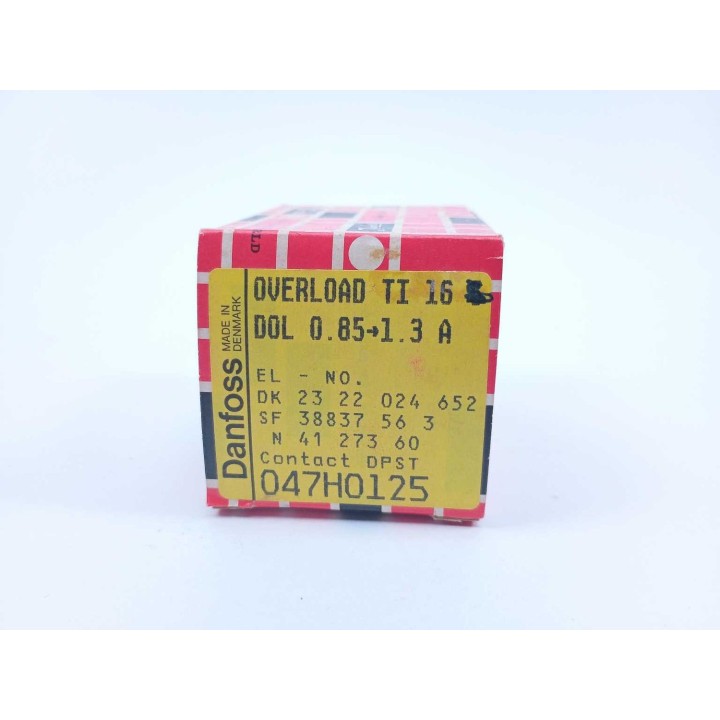 OVERLOAD TI 16
DOL 0.85→1.3 A
EL - NO.
DK 23 22 024 652
SF 38837 56 3
N 41 273 60
Contact DPST
047H0125
Danfoss
MADE IN
DENMARK